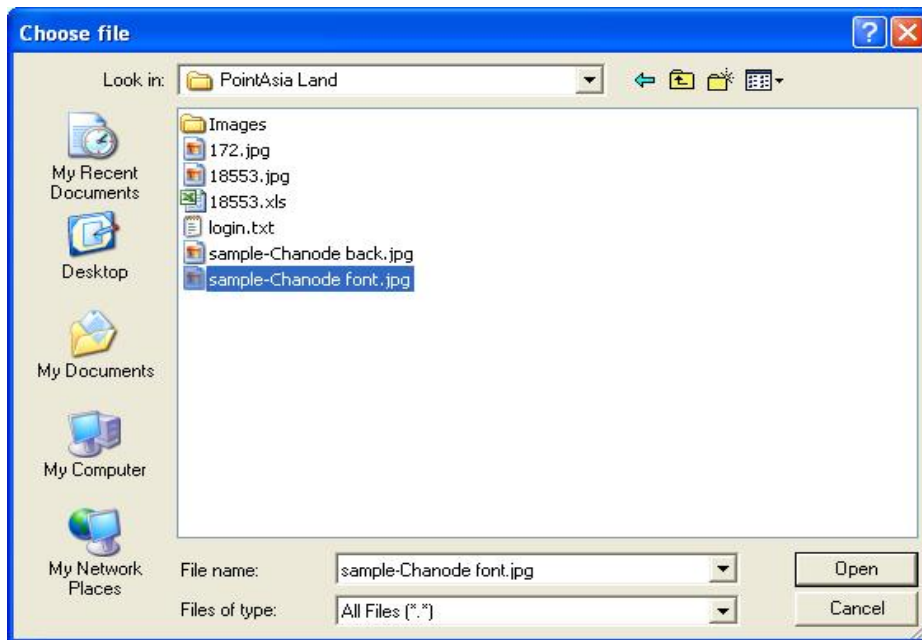 Choose file
Look in:
PointAsia Land
My Recent
Documents
Desktop
My Documents
My Computer
My Network
Places
Images
172.jpg
18553.jpg
18553.xls
login.txt
sample-Chanode back.jpg
sample-Chanode font.jpg
File name:
sample-Chanode font.jpg
Open
Files of type:
All Files (*.*)
Cancel